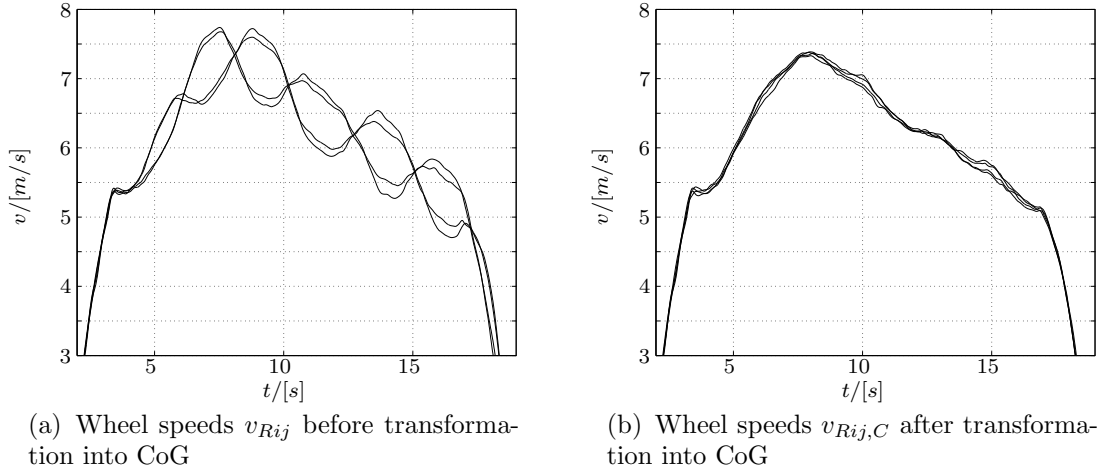 8
7
6
5
4
3
v/[m/s]
5
10
15
t/[s]
(a) Wheel speeds v_{Rij} before transforma-
tion into CoG
8
7
6
5
4
3
v/[m/s]
5
10
15
t/[s]
(b) Wheel speeds v_{Rij,C} after transforma-
tion into CoG